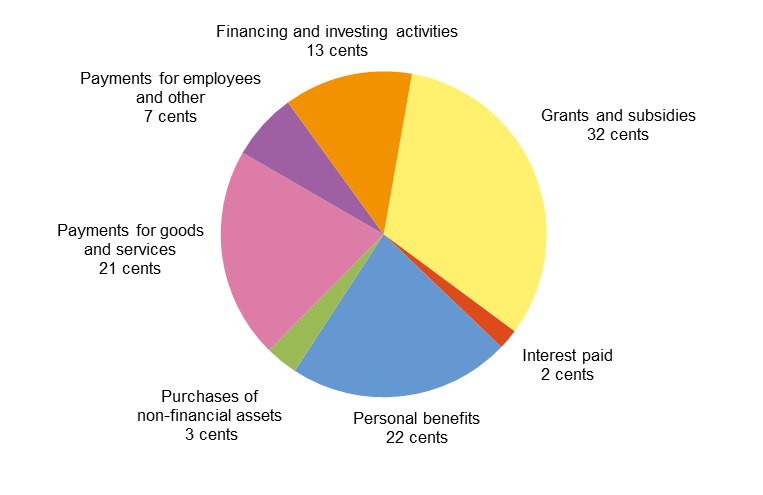 Financing and investing activities
13 cents
Payments for employees
and other
7 cents
Grants and subsidies
32 cents
Payments for goods
and services
21 cents
Interest paid
2 cents
Purchases of
non-financial assets
3 cents
Personal benefits
22 cents